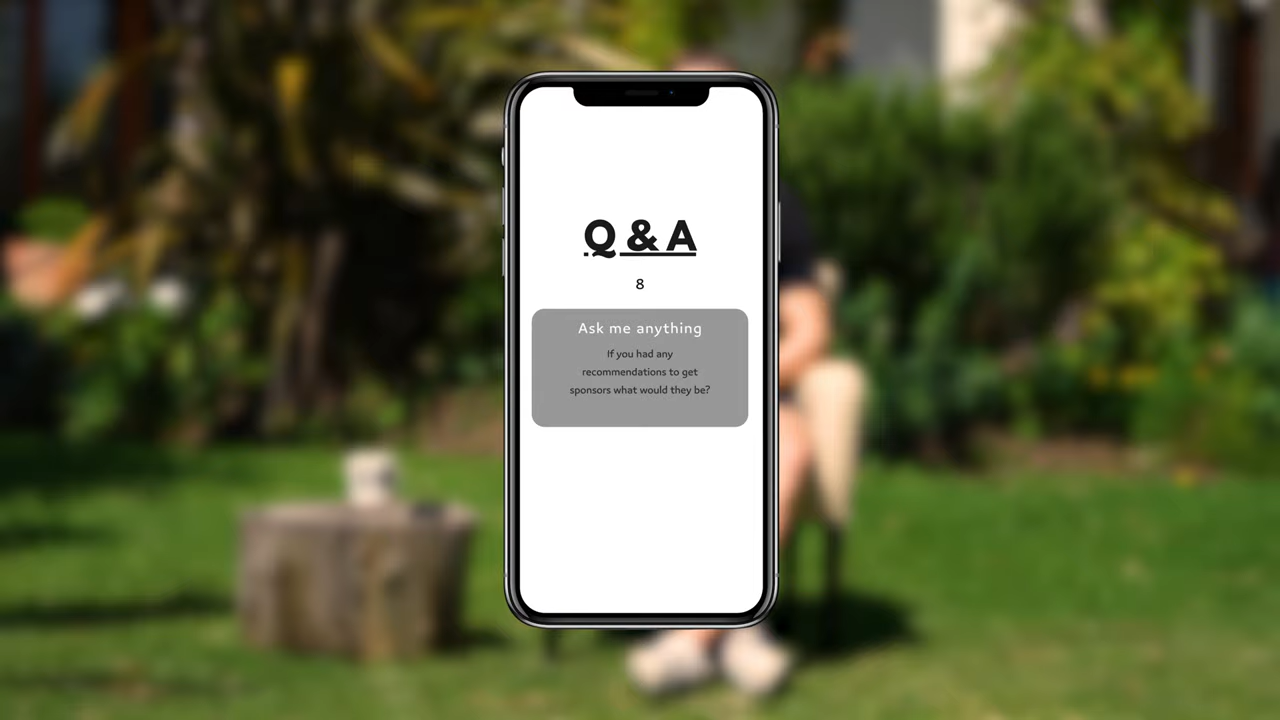 Q & A
8
Ask me anything
If you had any
recommendations to get
sponsors what would they be?